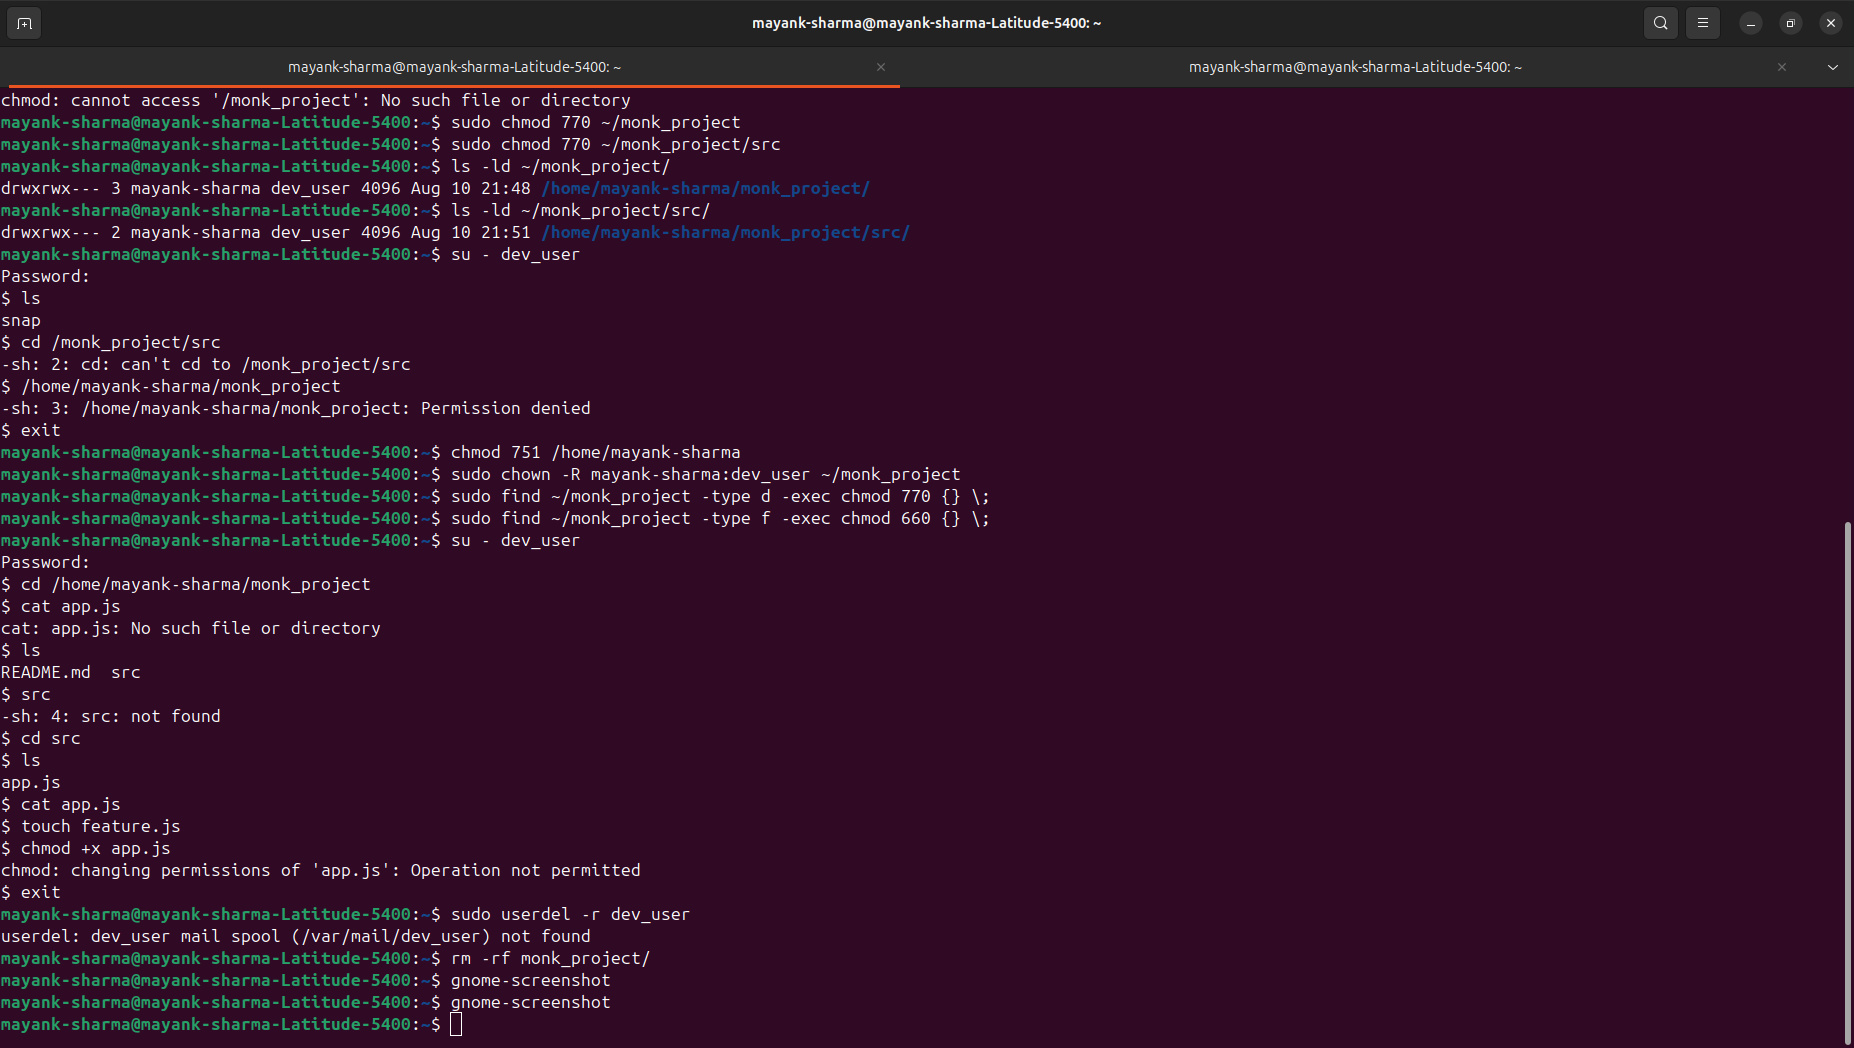 mayank-sharma@mayank-sharma-Latitude-5400: ~
mayank-sharma@mayank-sharma-Latitude-5400: ~
mayank-sharma@mayank-sharma-Latitude-5400: ~
chmod: cannot access '/monk_project': No such file or directory
mayank-sharma@mayank-sharma-Latitude-5400:~$ sudo chmod 770 ~/monk_project
mayank-sharma@mayank-sharma-Latitude-5400:~$ sudo chmod 770 ~/monk_project/src
mayank-sharma@mayank-sharma-Latitude-5400:~$ ls -ld ~/monk_project/
drwxrwx--- 3 mayank-sharma dev_user 4096 Aug 10 21:48 /home/mayank-sharma/monk_project/
mayank-sharma@mayank-sharma-Latitude-5400:~$ ls -ld ~/monk_project/src/
drwxrwx--- 2 mayank-sharma dev_user 4096 Aug 10 21:51 /home/mayank-sharma/monk_project/src/
mayank-sharma@mayank-sharma-Latitude-5400:~$ su - dev_user
Password:
$ ls
snap
$ cd /monk_project/src
-sh: 2: cd: can't cd to /monk_project/src
$ /home/mayank-sharma/monk_project
-sh: 3: /home/mayank-sharma/monk_project: Permission denied
$ exit
mayank-sharma@mayank-sharma-Latitude-5400:~$ chmod 751 /home/mayank-sharma
mayank-sharma@mayank-sharma-Latitude-5400:~$ sudo chown -R mayank-sharma:dev_user ~/monk_project
mayank-sharma@mayank-sharma-Latitude-5400:~$ sudo find ~/monk_project -type d -exec chmod 770 {} \;
mayank-sharma@mayank-sharma-Latitude-5400:~$ sudo find ~/monk_project -type f -exec chmod 660 {} \;
mayank-sharma@mayank-sharma-Latitude-5400:~$ su - dev_user
Password:
$ cd /home/mayank-sharma/monk_project
$ cat app.js
cat: app.js: No such file or directory
$ ls
README.md  src
$ src
-sh: 4: src: not found
$ cd src
$ ls
app.js
$ cat app.js
$ touch feature.js
$ chmod +x app.js
chmod: changing permissions of 'app.js': Operation not permitted
$ exit
mayank-sharma@mayank-sharma-Latitude-5400:~$ sudo userdel -r dev_user
userdel: dev_user mail spool (/var/mail/dev_user) not found
mayank-sharma@mayank-sharma-Latitude-5400:~$ rm -rf monk_project/
mayank-sharma@mayank-sharma-Latitude-5400:~$ gnome-screenshot
mayank-sharma@mayank-sharma-Latitude-5400:~$ gnome-screenshot
mayank-sharma@mayank-sharma-Latitude-5400:~$